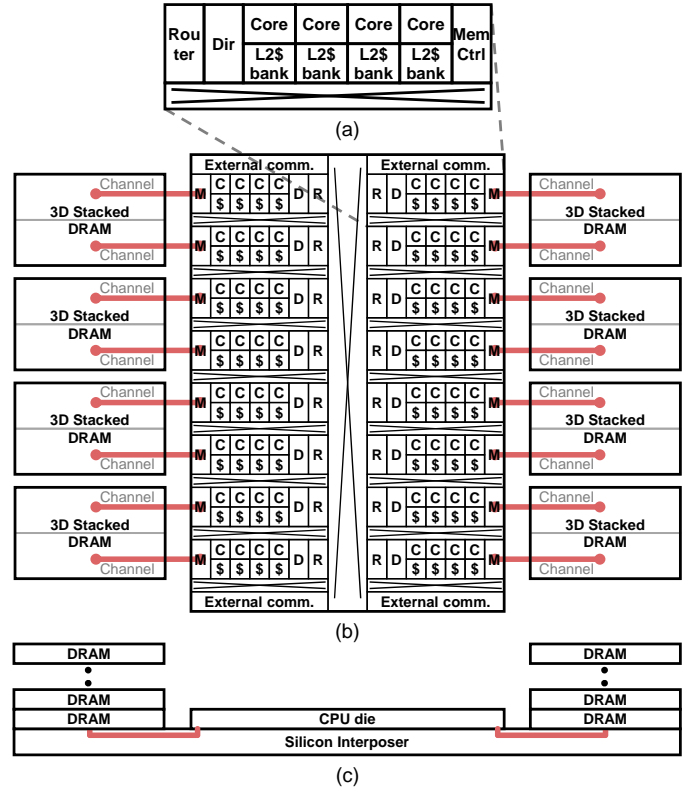 Rou
ter
Dir
Core Core Core Core
L2$ L2$ L2$ L2$
bank bank bank bank
Mem
Ctrl
(a)
External comm. External comm.
Channel M C C C C D R R D C C C C M Channel
$ $ $ $ $ $ $ $
3D Stacked 3D Stacked
DRAM DRAM
Channel M C C C C D R R D C C C C M Channel
$ $ $ $ $ $ $ $
Channel M C C C C D R R D C C C C M Channel
$ $ $ $ $ $ $ $
3D Stacked 3D Stacked
DRAM DRAM
Channel M C C C C D R R D C C C C M Channel
$ $ $ $ $ $ $ $
Channel M C C C C D R R D C C C C M Channel
$ $ $ $ $ $ $ $
3D Stacked 3D Stacked
DRAM DRAM
Channel M C C C C D R R D C C C C M Channel
$ $ $ $ $ $ $ $
Channel M C C C C D R R D C C C C M Channel
$ $ $ $ $ $ $ $
3D Stacked 3D Stacked
DRAM DRAM
Channel M C C C C D R R D C C C C M Channel
$ $ $ $ $ $ $ $
External comm. External comm.
(b)
DRAM DRAM
DRAM DRAM
DRAM CPU die DRAM
Silicon Interposer
(c)